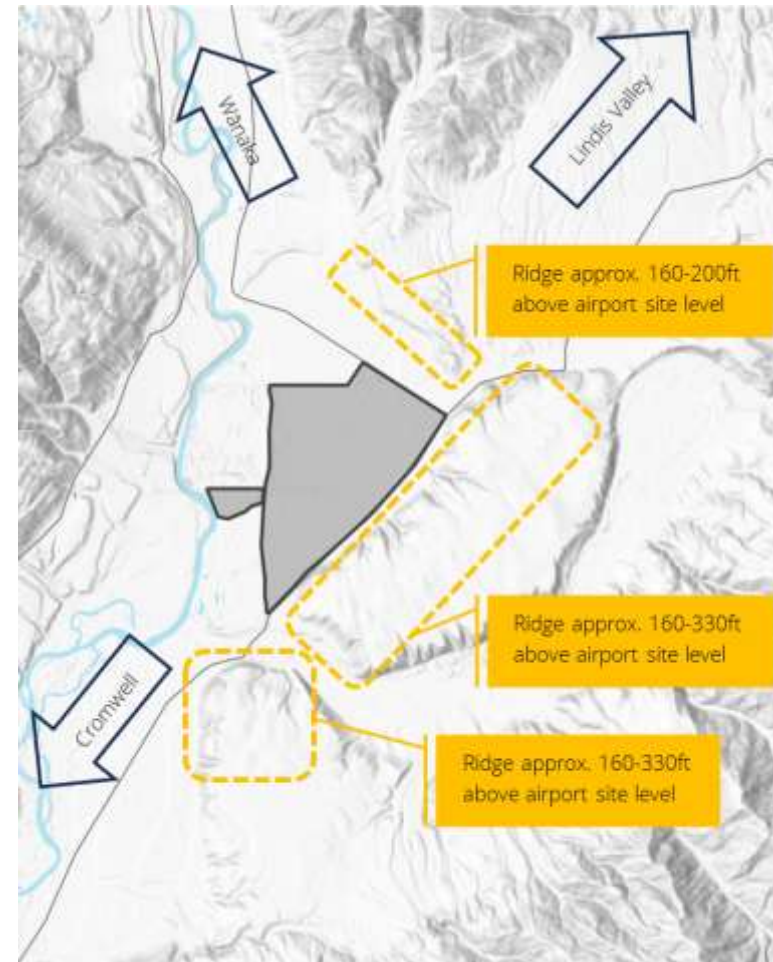 Wānaka
Lindis Valley
Ridge approx. 160-200ft
above airport site level
Ridge approx. 160-330ft
above airport site level
Cromwell
Ridge approx. 160-330ft
above airport site level